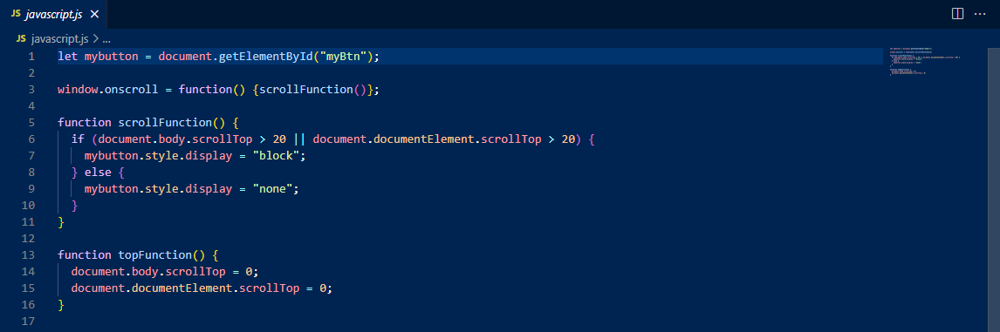 JS javascript.js ×
JS javascript.js > ...
1 let mybutton = document.getElementById("myBtn");
2
3 window.onscroll = function() {scrollFunction()};
4
5 function scrollFunction() {
6   if (document.body.scrollTop > 20 || document.documentElement.scrollTop > 20) {
7     mybutton.style.display = "block";
8   } else {
9     mybutton.style.display = "none";
10   }
11 }
12
13 function topFunction() {
14   document.body.scrollTop = 0;
15   document.documentElement.scrollTop = 0;
16 }
17